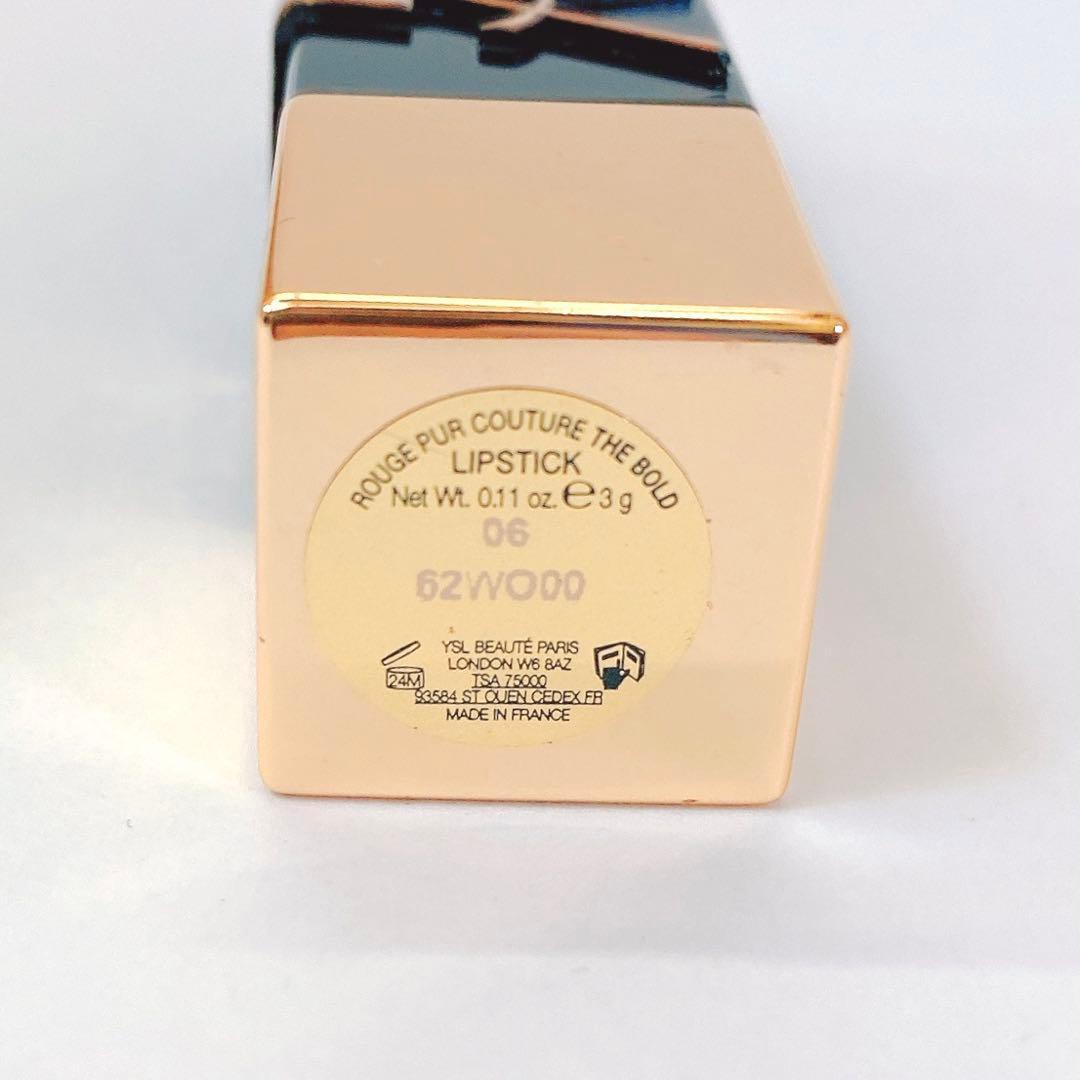 ROUGE PUR COUTURE THE BOLD
LIPSTICK
Net Wt. 0.11 oz. ℮ 3 g
06
62WO00
24M
YSL BEAUTÉ PARIS
LONDON W6 8AZ
TSA 75000
93584 ST OUEN CEDEX FR
MADE IN FRANCE